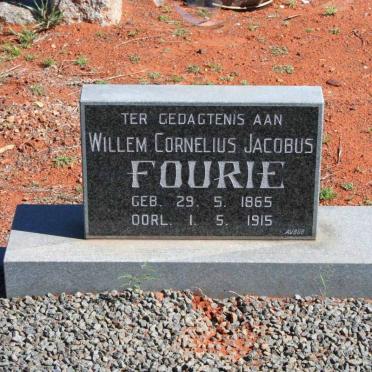 TER GEDAGTENIS AAN
WILLEM CORNELIUS JACOBUS
FOURIE
GEB. 29. 5. 1865
OORL. 1. 5. 1915